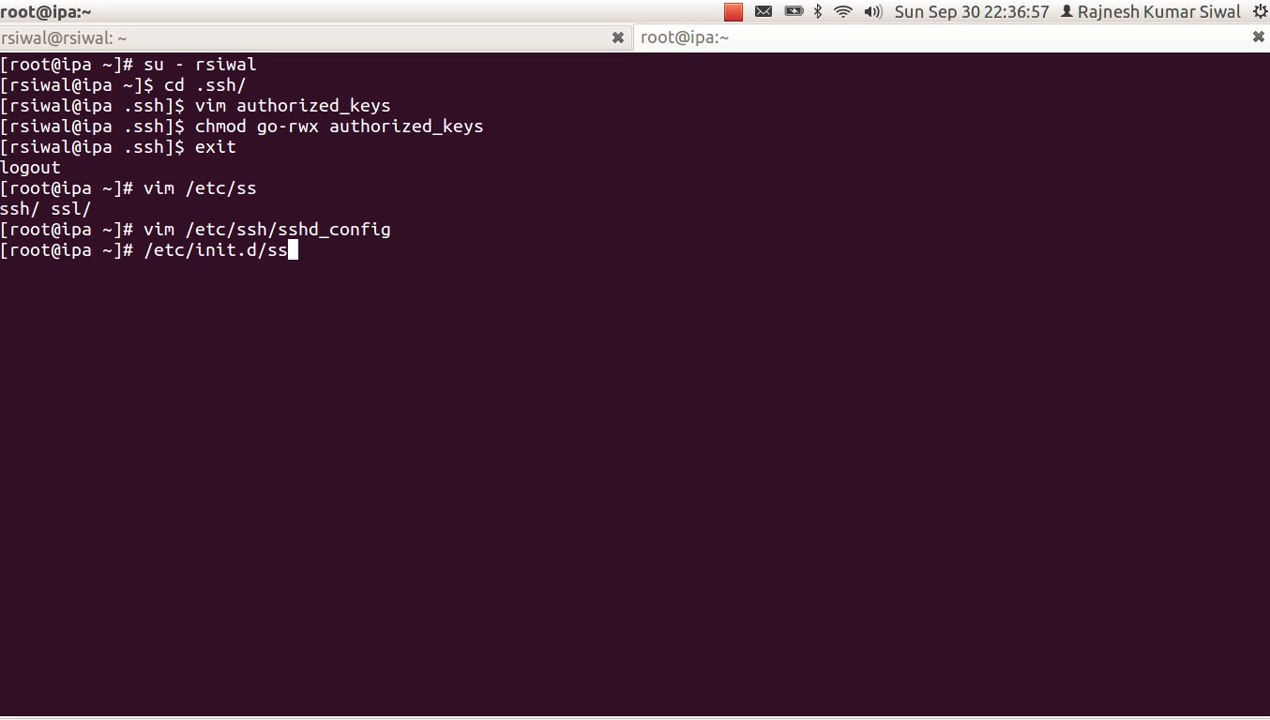 root@ipa:~
Sun Sep 30 22:36:57 Rajnesh Kumar Siwal
rsiwal@rsiwal: ~
root@ipa:~
[root@ipa ~]# su - rsiwal
[rsiwal@ipa ~]$ cd .ssh/
[rsiwal@ipa .ssh]$ vim authorized_keys
[rsiwal@ipa .ssh]$ chmod go-rwx authorized_keys
[rsiwal@ipa .ssh]$ exit
logout
[root@ipa ~]# vim /etc/ss
ssh/ ssl/
[root@ipa ~]# vim /etc/ssh/sshd_config
[root@ipa ~]# /etc/init.d/ss